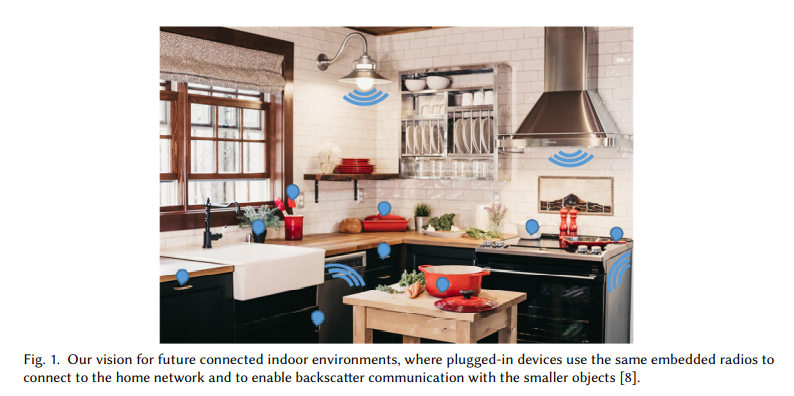 Fig. 1. Our vision for future connected indoor environments, where plugged-in devices use the same embedded radios to
connect to the home network and to enable backscatter communication with the smaller objects [8].